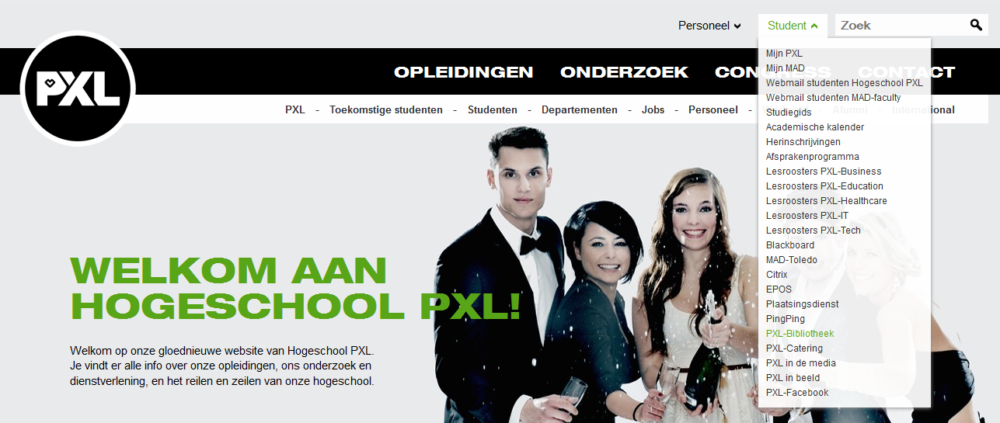 Personeel
Student
Zoek
PXL
OPLEIDINGEN
ONDERZOEK
CONGRESS
CONTACT
PXL - Toekomstige studenten - Studenten - Departementen - Jobs - Personeel -
Alumni - International
Mijn PXL
Mijn MAD
Webmail studenten Hogeschool PXL
Webmail studenten MAD-faculty
Studiegids
Academische kalender
Herinschrijvingen
Afsprakenprogramma
Lesroosters PXL-Business
Lesroosters PXL-Education
Lesroosters PXL-Healthcare
Lesroosters PXL-IT
Lesroosters PXL-Tech
Blackboard
MAD-Toledo
Citrix
EPOS
Plaatsingsdienst
PingPing
PXL-Bibliotheek
PXL-Catering
PXL in de media
PXL in beeld
PXL-Facebook
WELKOM AAN
HOGESCHOOL PXL!
Welkom op onze gloednieuwe website van Hogeschool PXL.
Je vindt er alle info over onze opleidingen, ons onderzoek en
dienstverlening, en het reilen en zeilen van onze hogeschool.